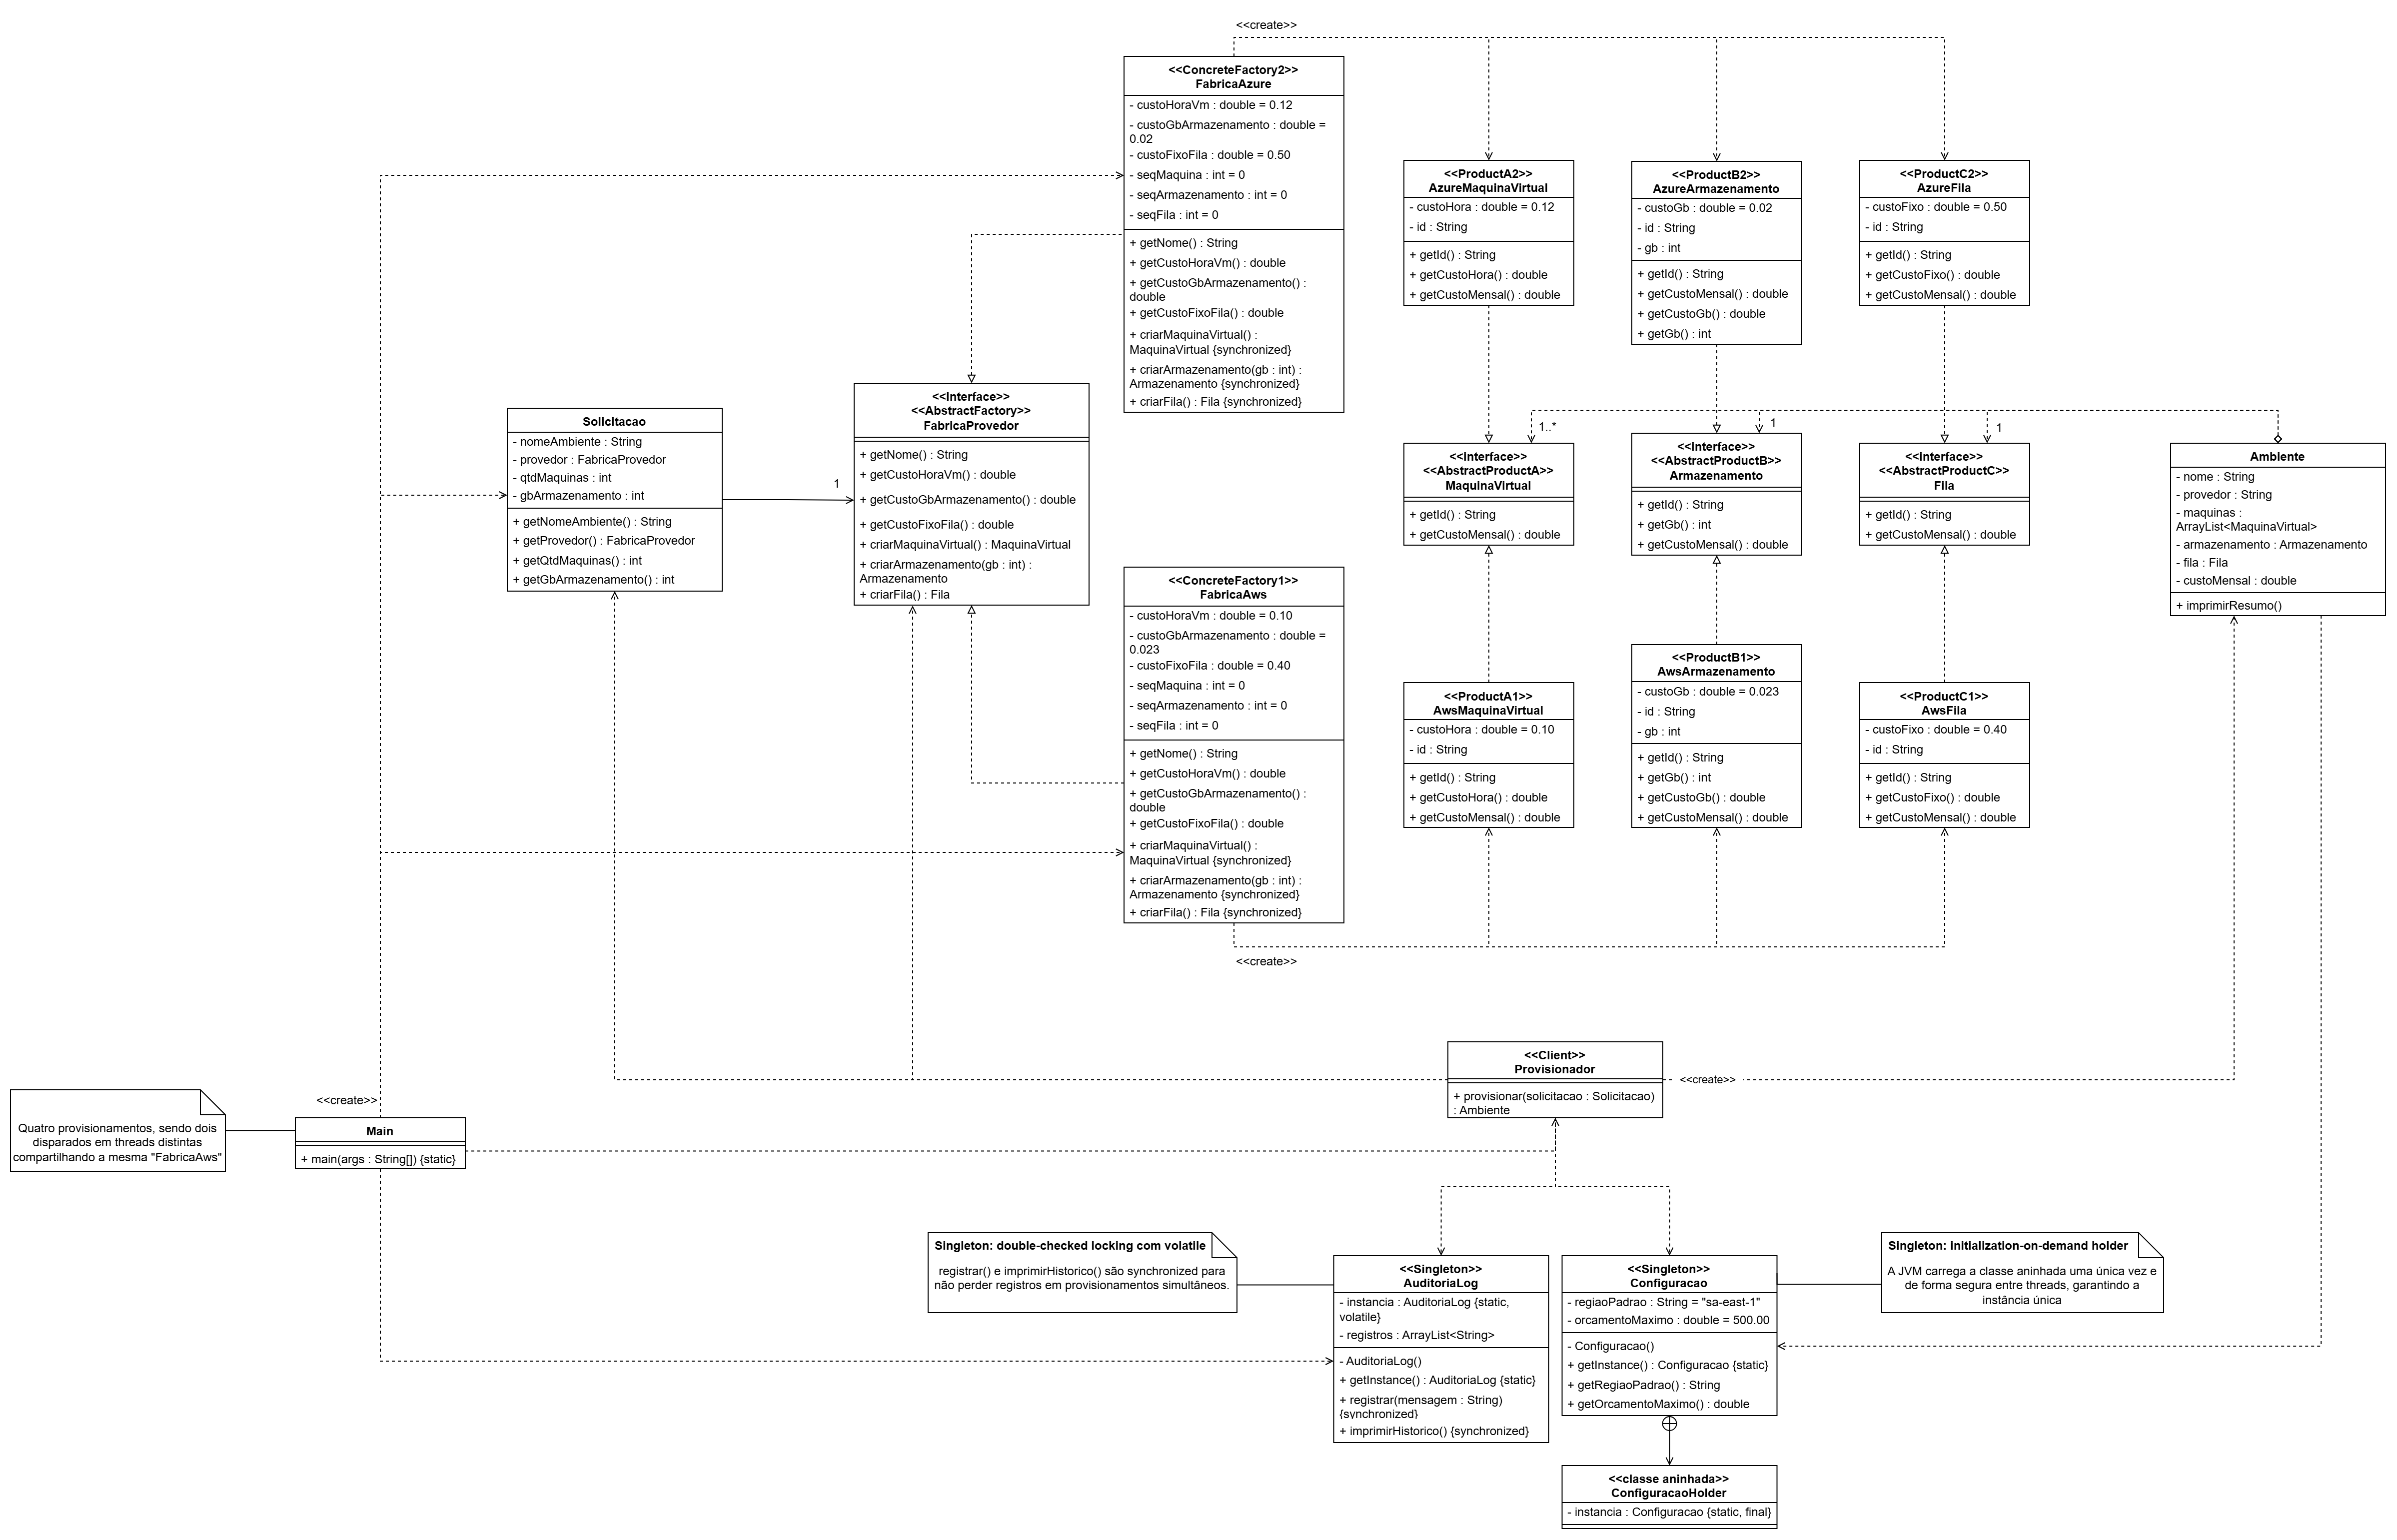 <<create>>
<<ConcreteFactory2>>
FabricaAzure
- custoHoraVm : double = 0.12
- custoGbArmazenamento : double =
0.02
- custoFixoFila : double = 0.50
- seqMaquina : int = 0
- seqArmazenamento : int = 0
- seqFila : int = 0
+ getNome() : String
+ getCustoHoraVm() : double
+ getCustoGbArmazenamento() :
double
+ getCustoFixoFila() : double
+ criarMaquinaVirtual() :
MaquinaVirtual {synchronized}
+ criarArmazenamento(gb : int) :
Armazenamento {synchronized}
+ criarFila() : Fila {synchronized}
<<ProductA2>>
AzureMaquinaVirtual
- custoHora : double = 0.12
- id : String
+ getId() : String
+ getCustoHora() : double
+ getCustoMensal() : double
<<ProductB2>>
AzureArmazenamento
- custoGb : double = 0.02
- id : String
- gb : int
+ getId() : String
+ getCustoMensal() : double
+ getCustoGb() : double
+ getGb() : int
<<ProductC2>>
AzureFila
- custoFixo : double = 0.50
- id : String
+ getId() : String
+ getCustoFixo() : double
+ getCustoMensal() : double
Solicitacao
- nomeAmbiente : String
- provedor : FabricaProvedor
- qtdMaquinas : int
- gbArmazenamento : int
+ getNomeAmbiente() : String
+ getProvedor() : FabricaProvedor
+ getQtdMaquinas() : int
+ getGbArmazenamento() : int
1
<<interface>>
<<AbstractFactory>>
FabricaProvedor
+ getNome() : String
+ getCustoHoraVm() : double
+ getCustoGbArmazenamento() : double
+ getCustoFixoFila() : double
+ criarMaquinaVirtual() : MaquinaVirtual
+ criarArmazenamento(gb : int) :
Armazenamento
+ criarFila() : Fila
1..*
1
1
<<interface>>
<<AbstractProductA>>
MaquinaVirtual
+ getId() : String
+ getCustoMensal() : double
<<interface>>
<<AbstractProductB>>
Armazenamento
+ getId() : String
+ getGb() : int
+ getCustoMensal() : double
<<interface>>
<<AbstractProductC>>
Fila
+ getId() : String
+ getCustoMensal() : double
Ambiente
- nome : String
- provedor : String
- maquinas :
ArrayList<MaquinaVirtual>
- armazenamento : Armazenamento
- fila : Fila
- custoMensal : double
+ imprimirResumo()
<<ConcreteFactory1>>
FabricaAws
- custoHoraVm : double = 0.10
- custoGbArmazenamento : double =
0.023
- custoFixoFila : double = 0.40
- seqMaquina : int = 0
- seqArmazenamento : int = 0
- seqFila : int = 0
+ getNome() : String
+ getCustoHoraVm() : double
+ getCustoGbArmazenamento() :
double
+ getCustoFixoFila() : double
+ criarMaquinaVirtual() :
MaquinaVirtual {synchronized}
+ criarArmazenamento(gb : int) :
Armazenamento {synchronized}
+ criarFila() : Fila {synchronized}
<<create>>
<<ProductA1>>
AwsMaquinaVirtual
- custoHora : double = 0.10
- id : String
+ getId() : String
+ getCustoHora() : double
+ getCustoMensal() : double
<<ProductB1>>
AwsArmazenamento
- custoGb : double = 0.023
- id : String
- gb : int
+ getId() : String
+ getGb() : int
+ getCustoGb() : double
+ getCustoMensal() : double
<<ProductC1>>
AwsFila
- custoFixo : double = 0.40
- id : String
+ getId() : String
+ getCustoFixo() : double
+ getCustoMensal() : double
<<Client>>
Provisionador
+ provisionar(solicitacao : Solicitacao)
: Ambiente
<<create>>
<<create>>
Quatro provisionamentos, sendo dois
disparados em threads distintas
compartilhando a mesma "FabricaAws"
Main
+ main(args : String[]) {static}
Singleton: double-checked locking com volatile
registrar() e imprimirHistorico() são synchronized para
não perder registros em provisionamentos simultâneos.
<<Singleton>>
AuditoriaLog
- instancia : AuditoriaLog {static,
volatile}
- registros : ArrayList<String>
- AuditoriaLog()
+ getInstance() : AuditoriaLog {static}
+ registrar(mensagem : String)
{synchronized}
+ imprimirHistorico() {synchronized}
<<Singleton>>
Configuracao
- regiaoPadrao : String = "sa-east-1"
- orcamentoMaximo : double = 500.00
- Configuracao()
+ getInstance() : Configuracao {static}
+ getRegiaoPadrao() : String
+ getOrcamentoMaximo() : double
Singleton: initialization-on-demand holder
A JVM carrega a classe aninhada uma única vez e
de forma segura entre threads, garantindo a
instância única
<<classe aninhada>>
ConfiguracaoHolder
- instancia : Configuracao {static, final}